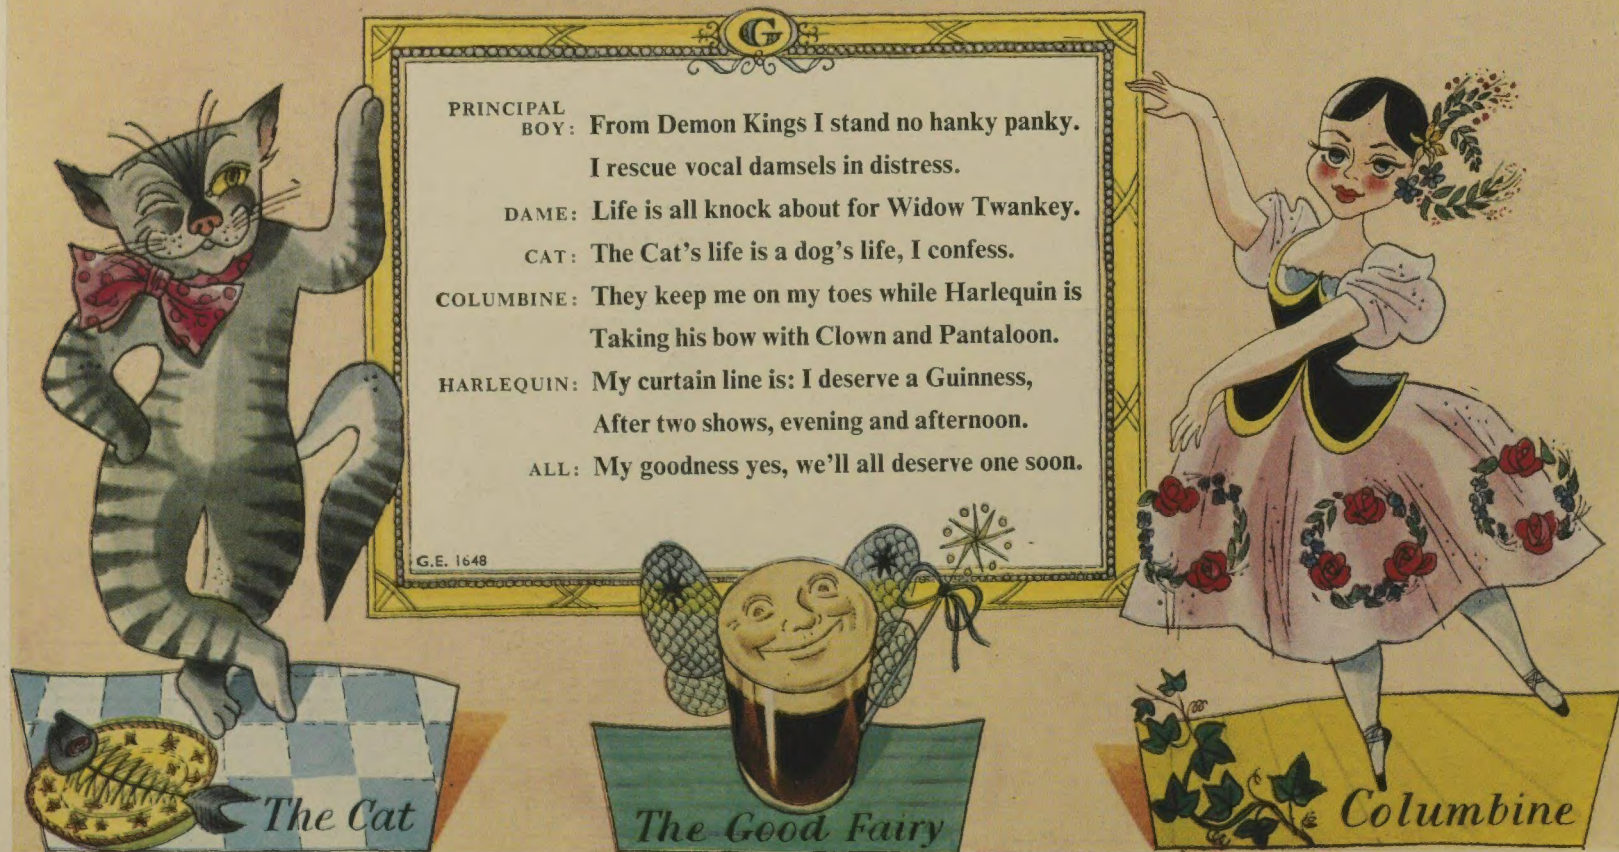 G
PRINCIPAL
BOY: From Demon Kings I stand no hanky panky.
I rescue vocal damsels in distress.
DAME: Life is all knock about for Widow Twankey.
CAT: The Cat's life is a dog's life, I confess.
COLUMBINE: They keep me on my toes while Harlequin is
Taking his bow with Clown and Pantaloon.
HARLEQUIN: My curtain line is: I deserve a Guinness,
After two shows, evening and afternoon.
ALL: My goodness yes, we'll all deserve one soon.
G.E. 1648
The Cat
The Good Fairy
Columbine